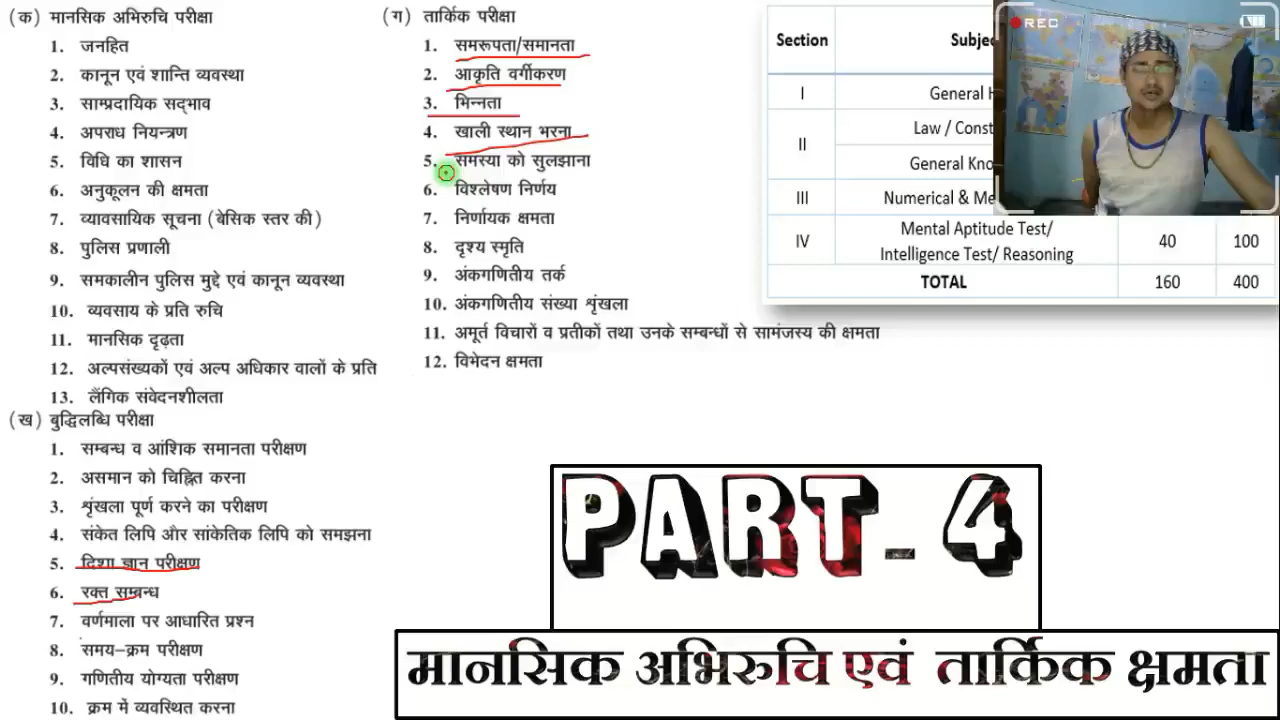 (क) मानसिक अभिरुचि परीक्षा
1. जनहित
2. कानून एवं शान्ति व्यवस्था
3. साम्प्रदायिक सद्भाव
4. अपराध नियन्त्रण
5. विधि का शासन
6. अनुकूलन की क्षमता
7. व्यावसायिक सूचना (बेसिक स्तर की)
8. पुलिस प्रणाली
9. समकालीन पुलिस मुद्दे एवं कानून व्यवस्था
10. व्यवसाय के प्रति रुचि
11. मानसिक दृढ़ता
12. अल्पसंख्यकों एवं अल्प अधिकार वालों के प्रति
13. लैंगिक संवेदनशीलता
(ख) बुद्धिलब्धि परीक्षा
1. सम्बन्ध व आंशिक समानता परीक्षण
2. असमान को चिह्नित करना
3. श्रृंखला पूर्ण करने का परीक्षण
4. संकेत लिपि और सांकेतिक लिपि को समझना
5. दिशा ज्ञान परीक्षण
6. रक्त सम्बन्ध
7. वर्णमाला पर आधारित प्रश्न
8. समय-क्रम परीक्षण
9. गणितीय योग्यता परीक्षण
10. क्रम में व्यवस्थित करना
(ग) तार्किक परीक्षा
1. समरूपता/समानता
2. आकृति वर्गीकरण
3. भिन्नता
4. खाली स्थान भरना
5. समस्या को सुलझाना
6. विश्लेषण निर्णय
7. निर्णायक क्षमता
8. दृश्य स्मृति
9. अंकगणितीय तर्क
10. अंकगणितीय संख्या श्रृंखला
11. अमूर्त विचारों व प्रतीकों तथा उनके सम्बन्धों से सामंजस्य की क्षमता
12. विभेदन क्षमता
Section Subjec
I General
II Law / Const
General Kno
III Numerical & Me
IV Mental Aptitude Test/ 40 100
Intelligence Test/ Reasoning
TOTAL 160 400
REC
PART-4
मानसिक अभिरुचि एवं तार्किक क्षमता